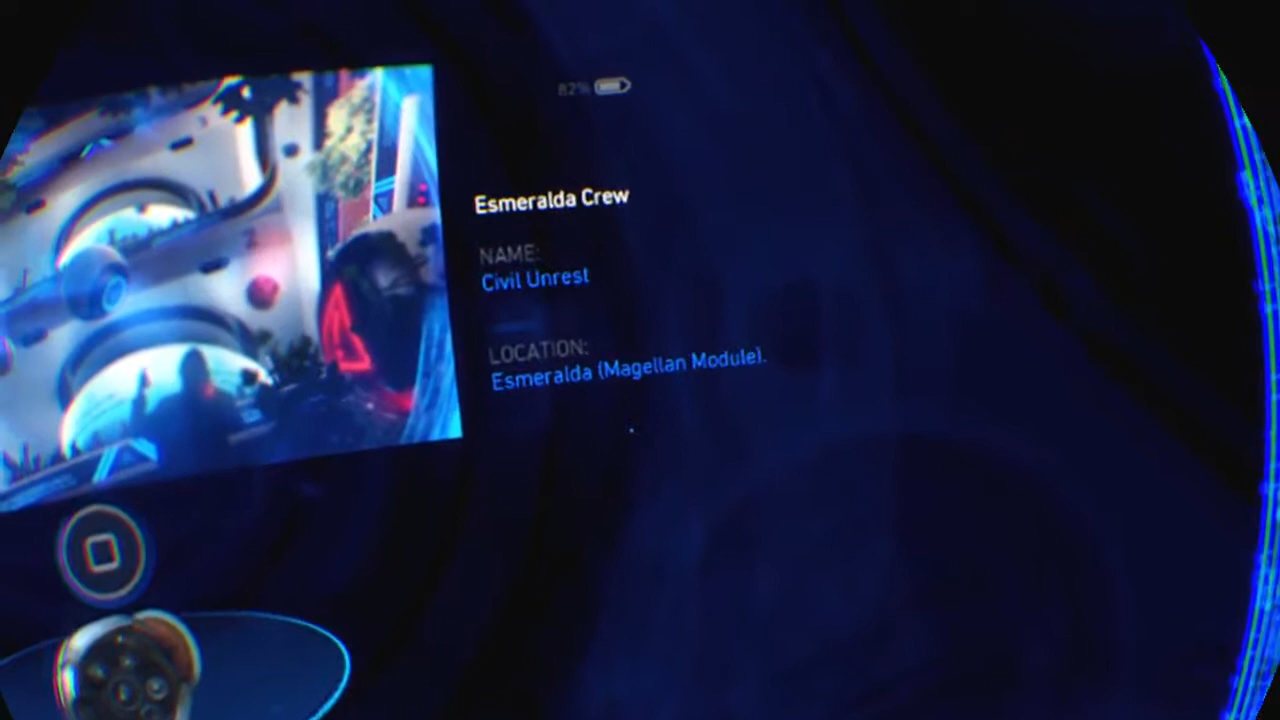 82%
Esmeralda Crew
NAME:
Civil Unrest
LOCATION:
Esmeralda (Magellan Module).